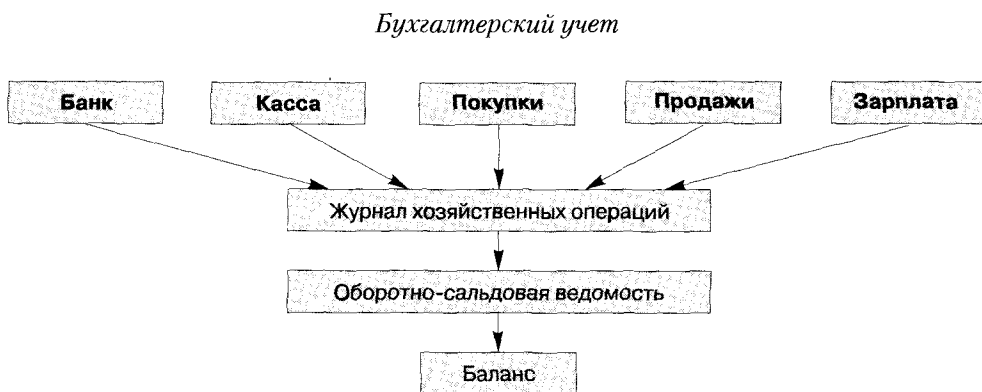 Бухгалтерский учет
Банк Касса Покупки Продажи Зарплата
Журнал хозяйственных операций
Оборотно-сальдовая ведомость
Баланс